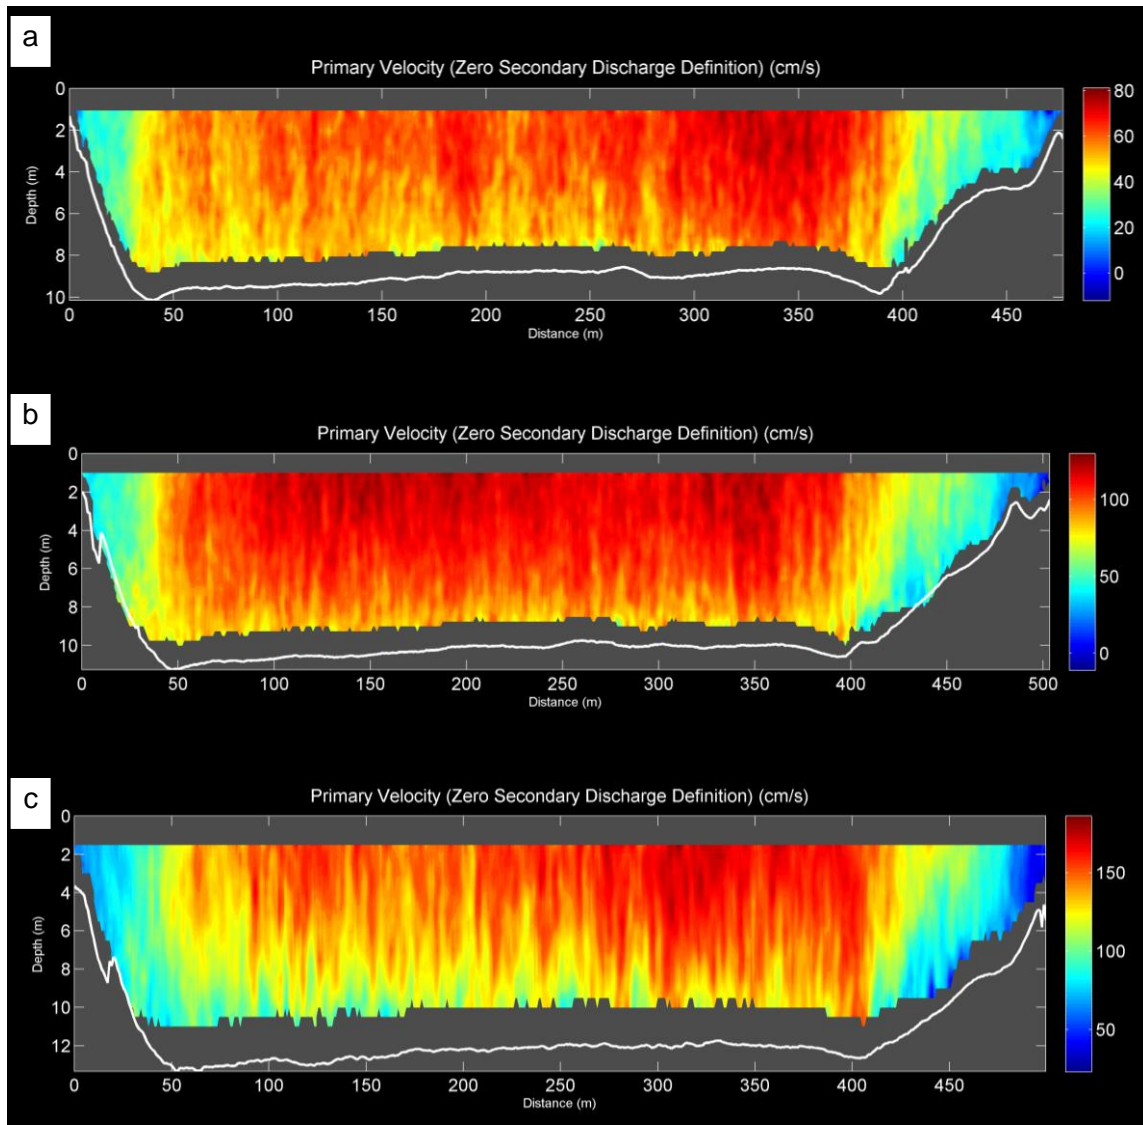 a
Primary Velocity (Zero Secondary Discharge Definition) (cm/s)
0
2
4
6
8
10
Depth (m)
0 50 100 150 200 250 300 350 400 450
Distance (m)
80
60
40
20
0
b
Primary Velocity (Zero Secondary Discharge Definition) (cm/s)
0
2
4
6
8
10
Depth (m)
0 50 100 150 200 250 300 350 400 450 500
Distance (m)
100
50
0
c
Primary Velocity (Zero Secondary Discharge Definition) (cm/s)
0
2
4
6
8
10
12
Depth (m)
0 50 100 150 200 250 300 350 400 450
Distance (m)
150
100
50